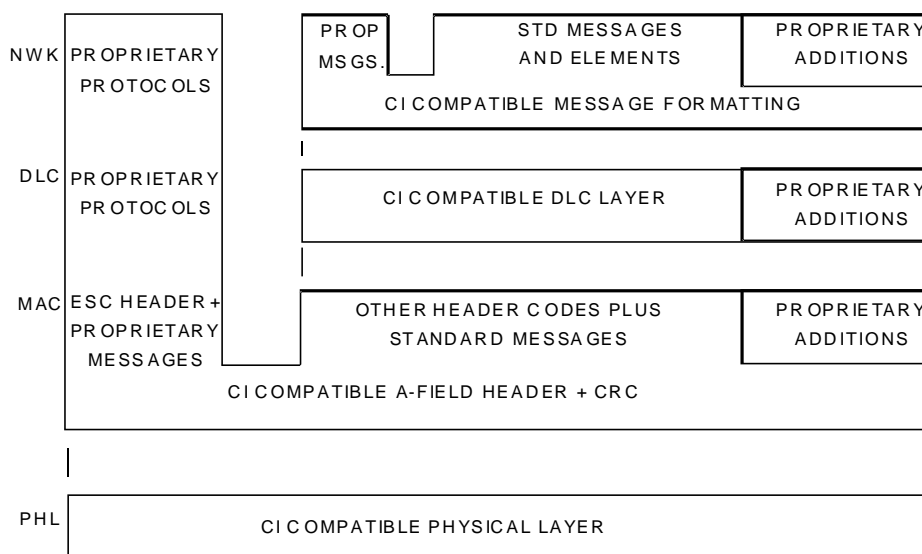 NWK
PROPRIETARY
PROTOCOLS
PROP
MSGS.
STD MESSAGES
AND ELEMENTS
PROPRIETARY
ADDITIONS
CI COMPATIBLE MESSAGE FORMATTING
DLC
PROPRIETARY
PROTOCOLS
CI COMPATIBLE DLC LAYER
PROPRIETARY
ADDITIONS
MAC
ESC HEADER +
PROPRIETARY
MESSAGES
OTHER HEADER CODES PLUS
STANDARD MESSAGES
PROPRIETARY
ADDITIONS
CI COMPATIBLE A-FIELD HEADER + CRC
PHL
CI COMPATIBLE PHYSICAL LAYER